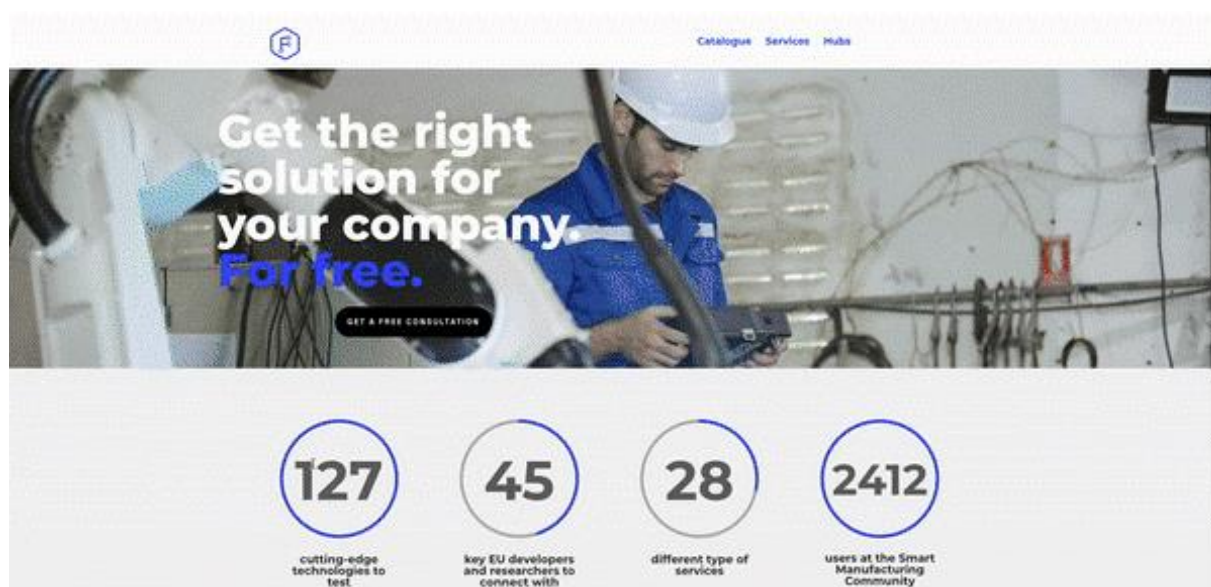 Catalogue Services Hubs
Get the right
solution for
your company.
For free.
GET A FREE CONSULTATION
127
45
28
2412
cutting-edge
technologies to
test
key EU developers
and researchers to
connect with
different type of
services
users at the Smart
Manufacturing
Community